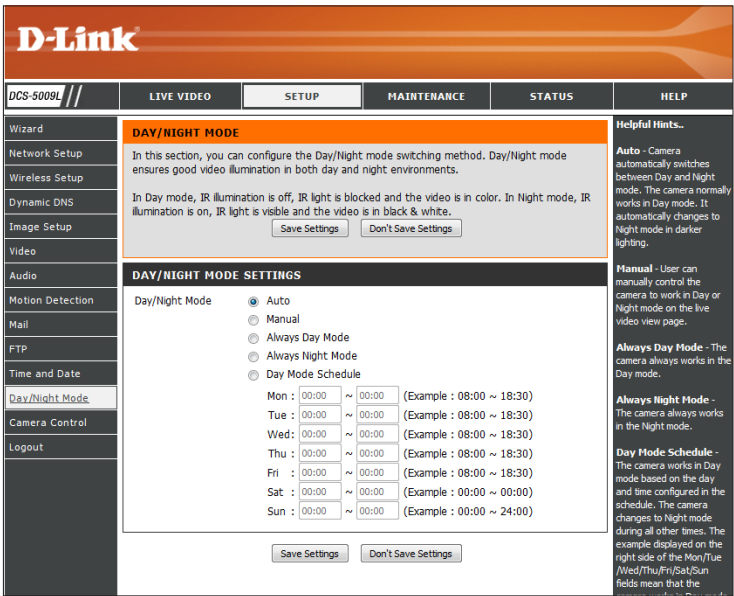 D-Link
DCS-5009L
LIVE VIDEO
SETUP
MAINTENANCE
STATUS
HELP
Wizard
Network Setup
Wireless Setup
Dynamic DNS
Image Setup
Video
Audio
Motion Detection
Mail
FTP
Time and Date
Day/Night Mode
Camera Control
Logout
DAY/NIGHT MODE
In this section, you can configure the Day/Night mode switching method. Day/Night mode
ensures good video illumination in both day and night environments.
In Day mode, IR illumination is off, IR light is blocked and the video is in color. In Night mode, IR
illumination is on, IR light is visible and the video is in black & white.
Save Settings Don't Save Settings
DAY/NIGHT MODE SETTINGS
Day/Night Mode Auto
Manual
Always Day Mode
Always Night Mode
Day Mode Schedule
Mon : 00:00 ~ 00:00 (Example : 08:00 ~ 18:30)
Tue : 00:00 ~ 00:00 (Example : 08:00 ~ 18:30)
Wed: 00:00 ~ 00:00 (Example : 08:00 ~ 18:30)
Thu : 00:00 ~ 00:00 (Example : 08:00 ~ 18:30)
Fri : 00:00 ~ 00:00 (Example : 08:00 ~ 18:30)
Sat : 00:00 ~ 00:00 (Example : 00:00 ~ 00:00)
Sun : 00:00 ~ 00:00 (Example : 00:00 ~ 24:00)
Save Settings Don't Save Settings
Helpful Hints..
Auto - Camera
automatically switches
between Day and Night
mode. The camera normally
works in Day mode. It
automatically changes to
Night mode in darker
lighting.
Manual - User can
manually control the
camera to work in Day or
Night mode on the live
video view page.
Always Day Mode - The
camera always works in the
Day mode.
Always Night Mode -
The camera always works
in the Night mode.
Day Mode Schedule -
The camera works in Day
mode based on the day
and time configured in the
schedule. The camera
changes to Night mode
during all other times. The
example displayed on the
right side of the Mon/Tue
/Wed/Thu/Fri/Sat/Sun
fields mean that the
camera works in Day mode